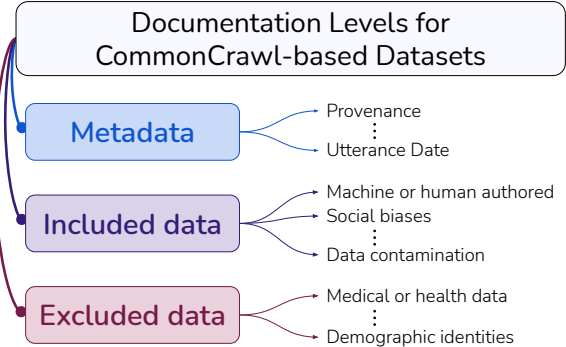 Documentation Levels for
CommonCrawl-based Datasets
Metadata
Provenance
Utterance Date
Included data
Machine or human authored
Social biases
Data contamination
Excluded data
Medical or health data
Demographic identities